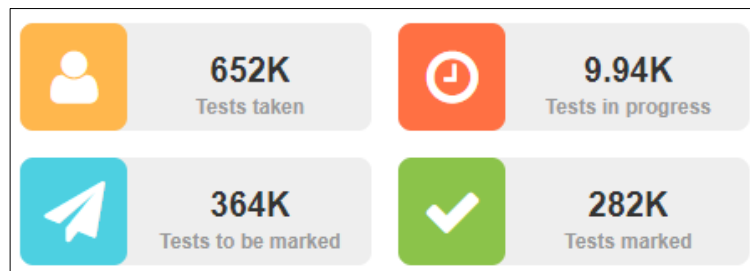 652K
Tests taken
9.94K
Tests in progress
364K
Tests to be marked
282K
Tests marked